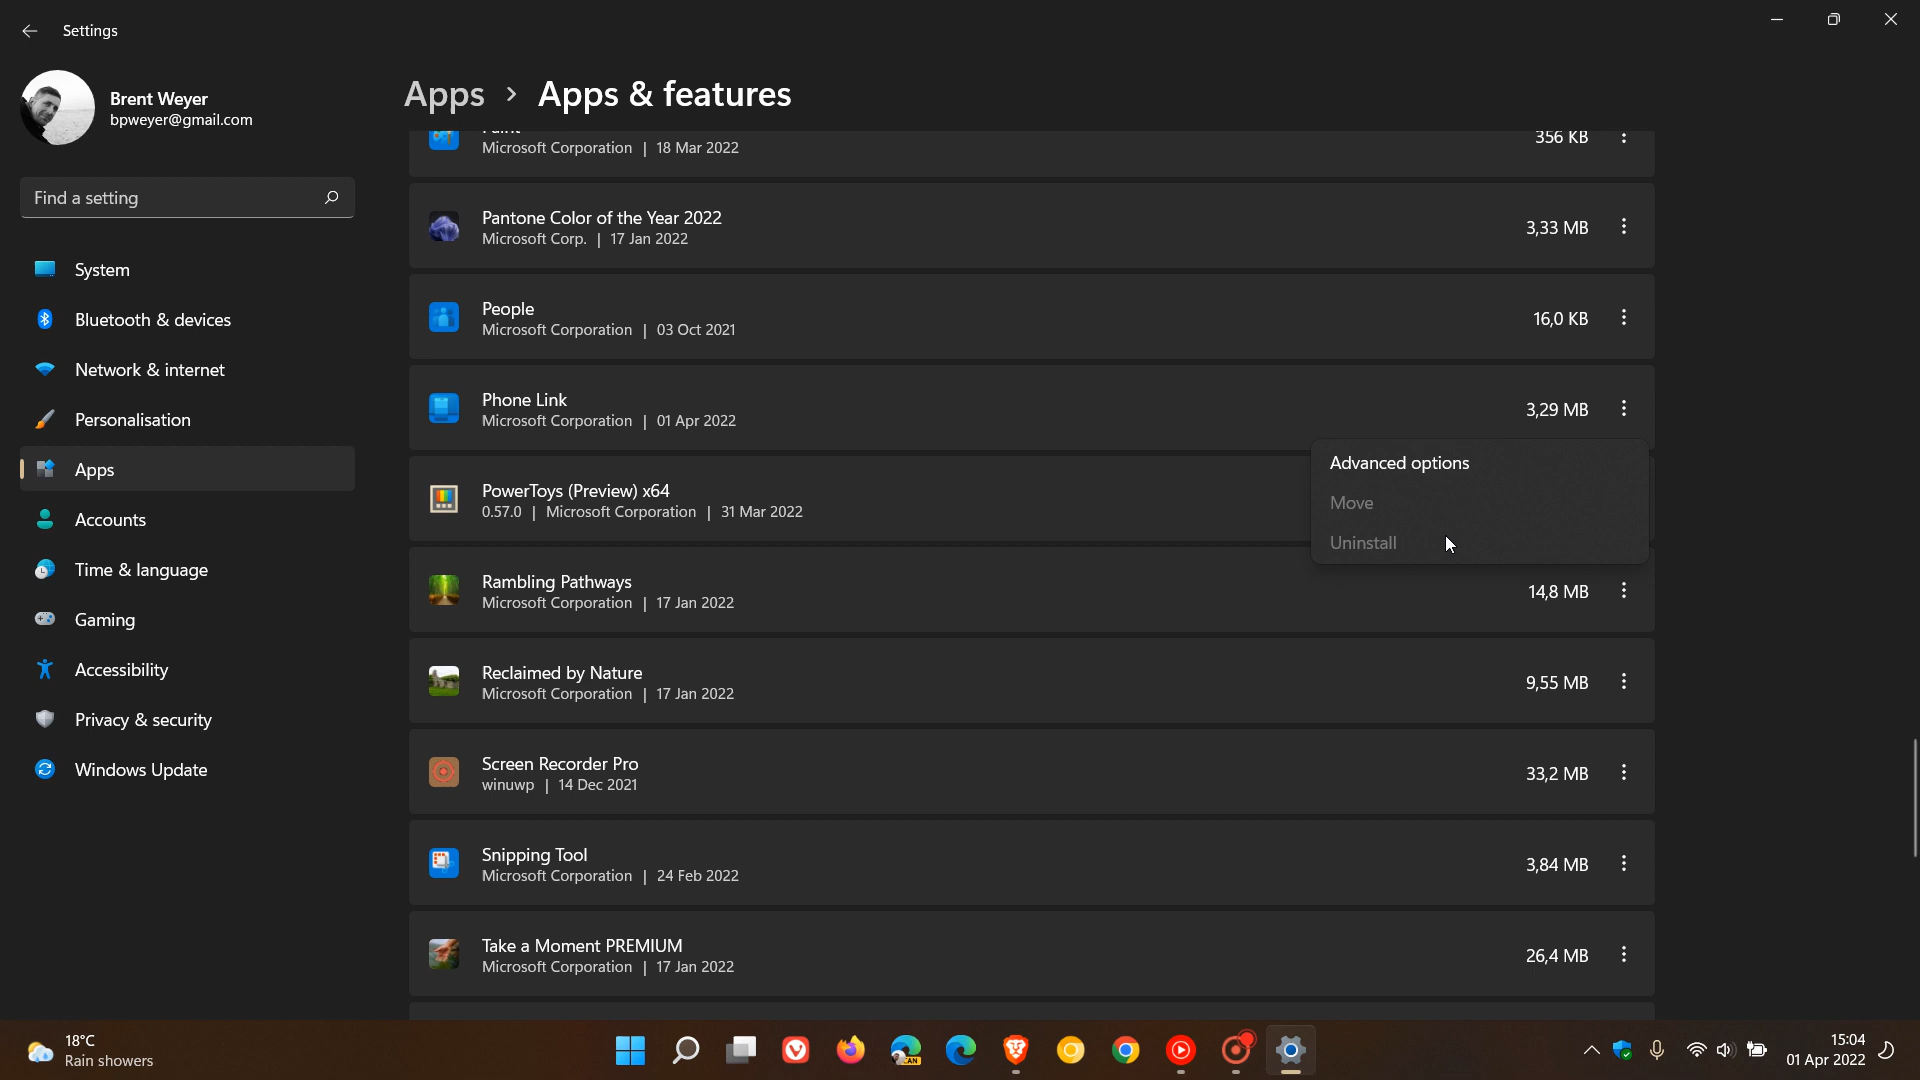 Settings
Brent Weyer
bpweyer@gmail.com
Find a setting
System
Bluetooth & devices
Network & internet
Personalisation
Apps
Accounts
Time & language
Gaming
Accessibility
Privacy & security
Windows Update
Apps > Apps & features
Paint 356 KB
Microsoft Corporation | 18 Mar 2022
Pantone Color of the Year 2022
Microsoft Corp. | 17 Jan 2022
3,33 MB
People
Microsoft Corporation | 03 Oct 2021
16,0 KB
Phone Link
Microsoft Corporation | 01 Apr 2022
3,29 MB
Advanced options
Move
Uninstall
PowerToys (Preview) x64
0.57.0 | Microsoft Corporation | 31 Mar 2022
Rambling Pathways
Microsoft Corporation | 17 Jan 2022
14,8 MB
Reclaimed by Nature
Microsoft Corporation | 17 Jan 2022
9,55 MB
Screen Recorder Pro
winuwp | 14 Dec 2021
33,2 MB
Snipping Tool
Microsoft Corporation | 24 Feb 2022
3,84 MB
Take a Moment PREMIUM
Microsoft Corporation | 17 Jan 2022
26,4 MB
18°C
Rain showers
CAN
15:04
01 Apr 2022